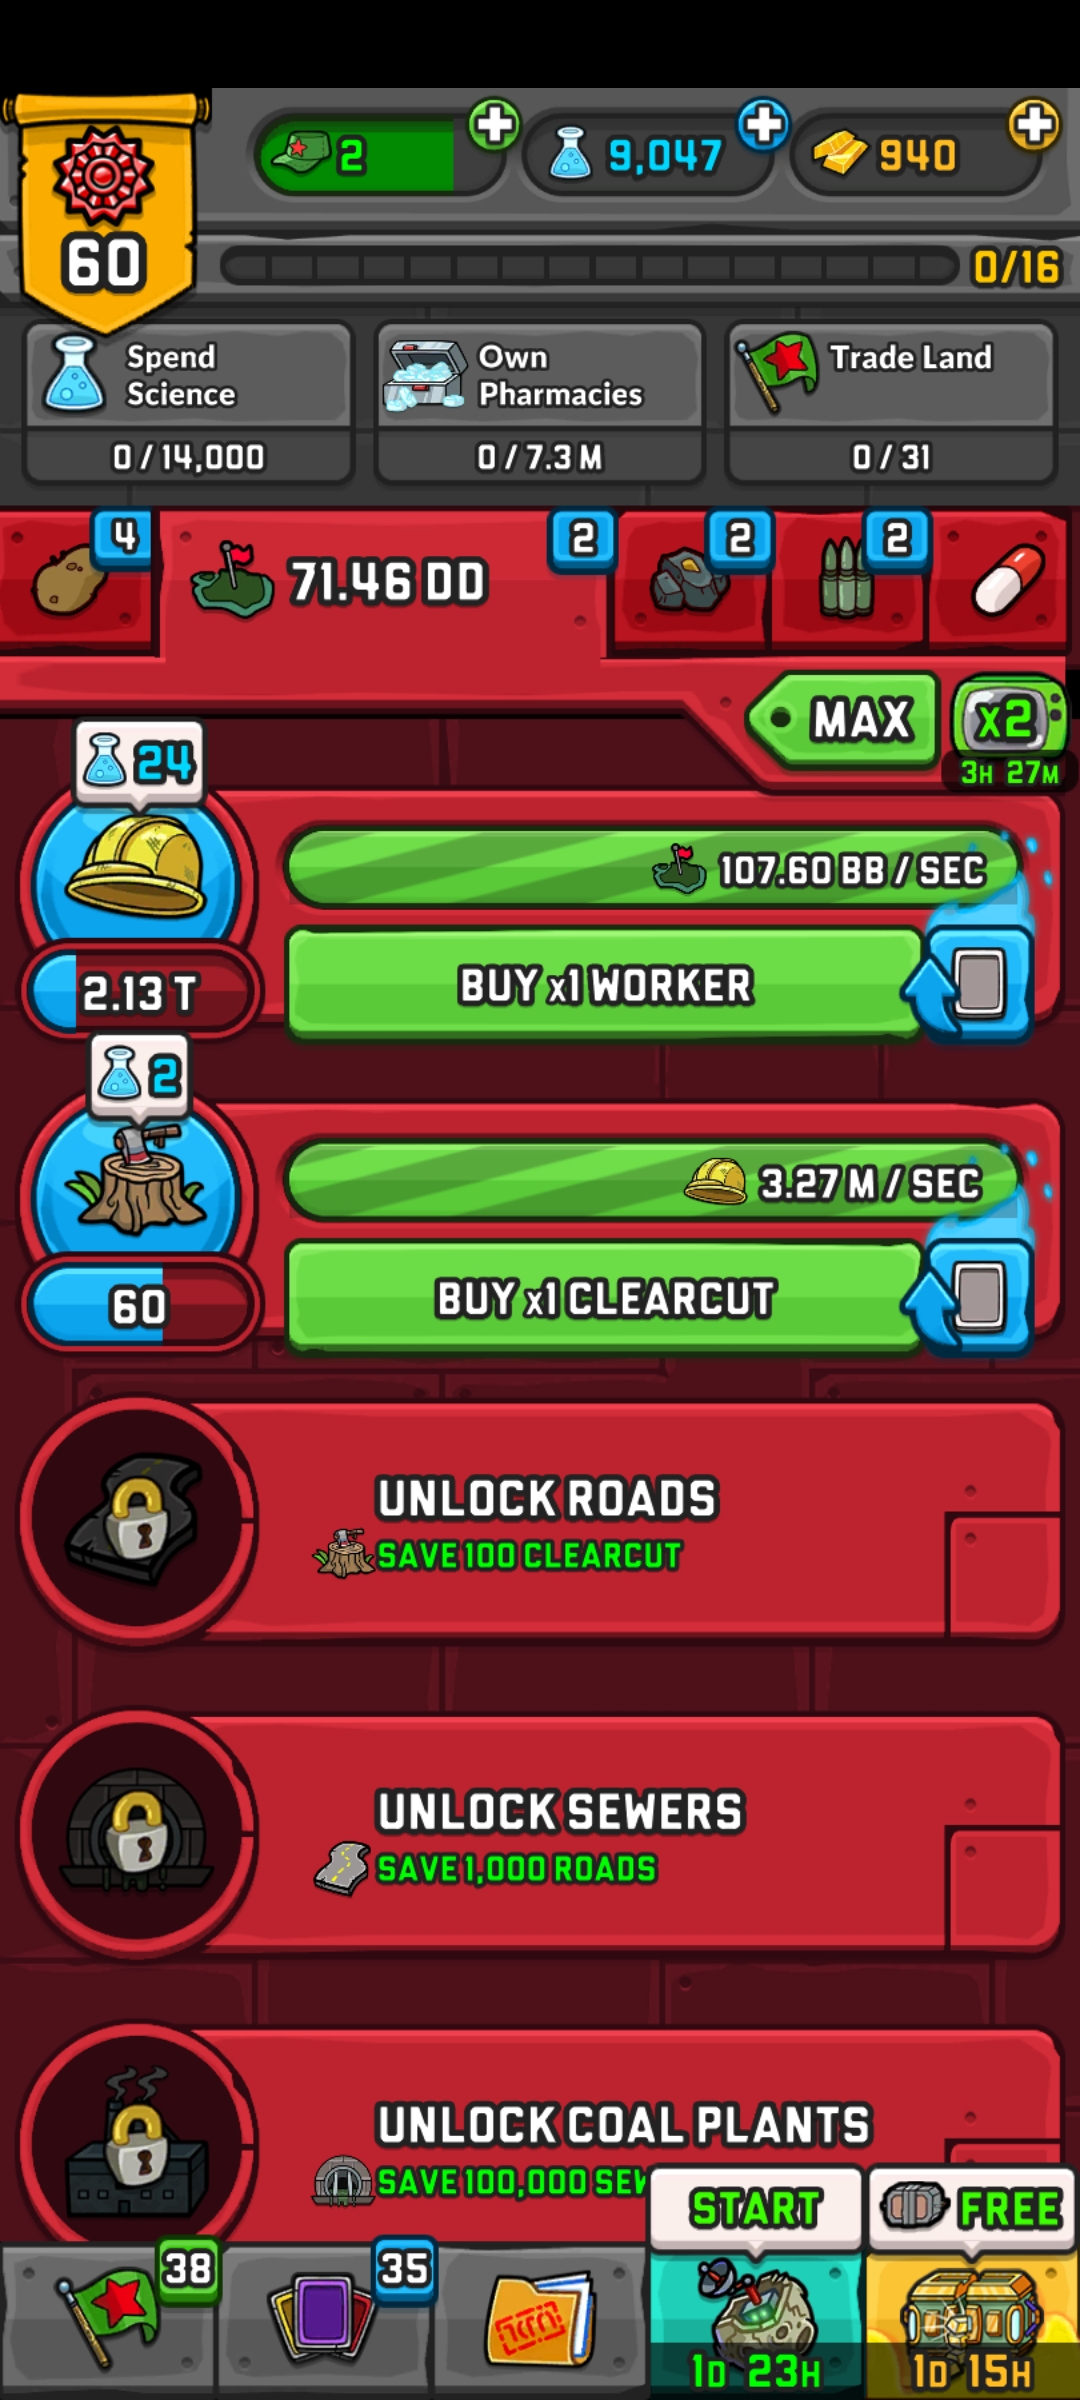 2
9,047
940
60
0/16
Spend
Science
0/14,000
Own
Pharmacies
0/7.3 M
Trade Land
0/31
4
71.46 DD
2
2
2
MAX
x2
3H 27M
24
107.60 BB / SEC
BUY x1 WORKER
2.13 T
2
3.27 M / SEC
BUY x1 CLEARCUT
60
UNLOCK ROADS
SAVE 100 CLEARCUT
UNLOCK SEWERS
SAVE 1,000 ROADS
UNLOCK COAL PLANTS
SAVE 100,000 SEW
START
FREE
38
35
1D 23H
1D 15H